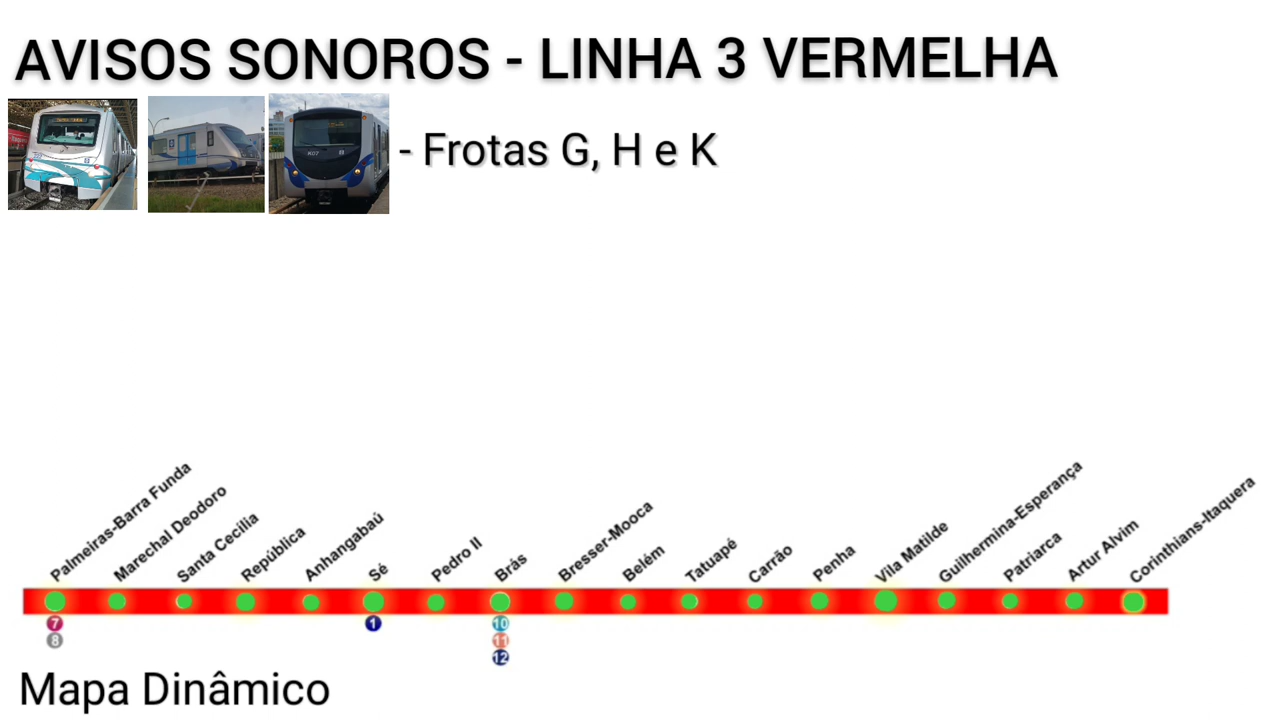 AVISOS SONOROS - LINHA 3 VERMELHA
- Frotas G, H e K
K07
Palmeiras-Barra Funda
Marechal Deodoro
Santa Cecília
República
Anhangabaú
Sé
Pedro II
Brás
Bresser-Mooca
Belém
Tatuapé
Carrão
Penha
Vila Matilde
Guilhermina-Esperança
Patriarca
Artur Alvim
Corinthians-Itaquera
7
8
1
10
11
12
Mapa Dinâmico